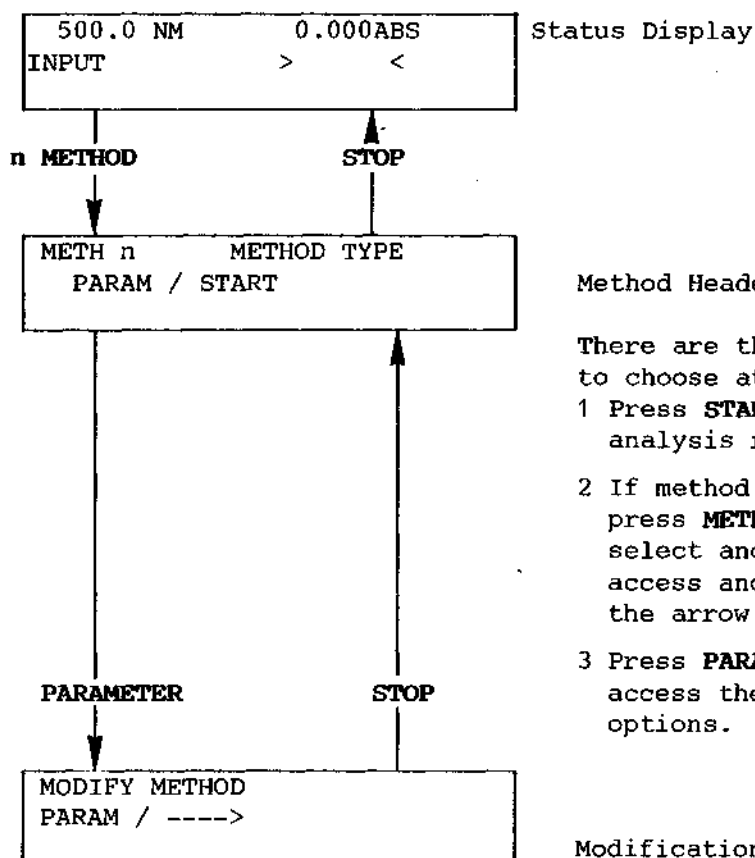 500.0 NM 0.000ABS
INPUT > <
Status Display
n METHOD STOP
METH n METHOD TYPE
PARAM / START
Method Heade
There are th
to choose at
1 Press STA
analysis
2 If method
press METH
select and
access and
the arrow
3 Press PARA
access the
options.
PARAMETER STOP
MODIFY METHOD
PARAM / ---->
Modification